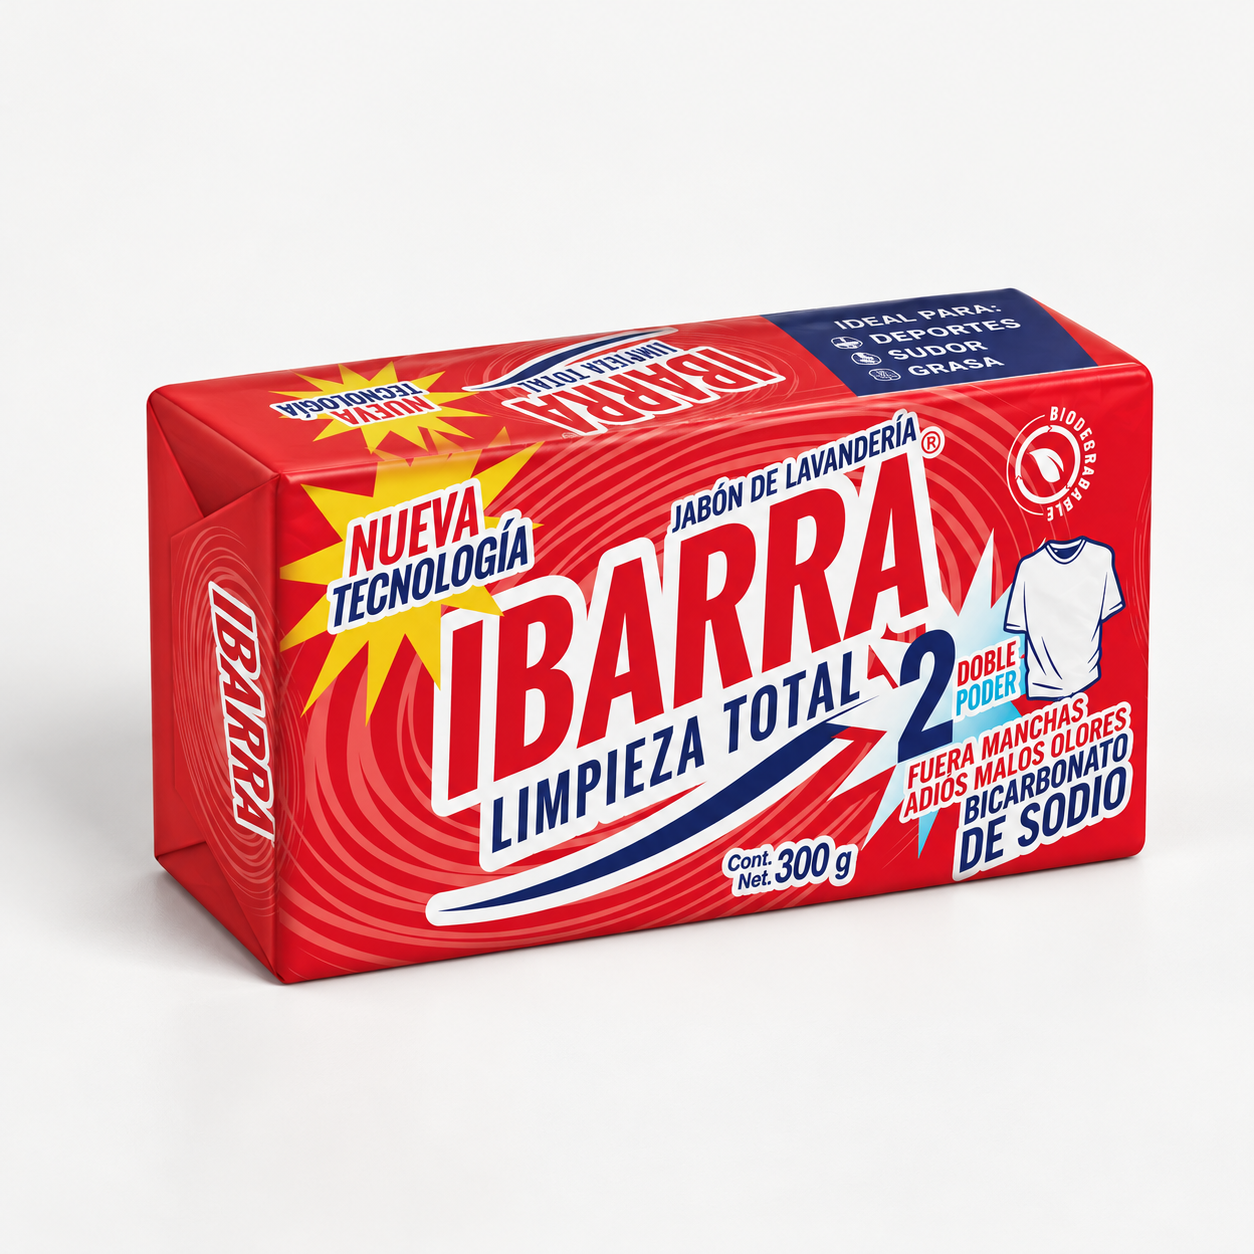 IDEAL PARA:
DEPORTES
SUDOR
GRASA
IBARRA
LIMPIEZA TOTAL
NUEVA
TECNOLOGÍA
NUEVA
TECNOLOGÍA
JABÓN DE LAVANDERÍA
IBARRA®
LIMPIEZA TOTAL
BIODEBRABABLE
2 DOBLE
PODER
FUERA MANCHAS
ADIÓS MALOS OLORES
BICARBONATO
DE SODIO
Cont.
Net. 300 g
IBARRA